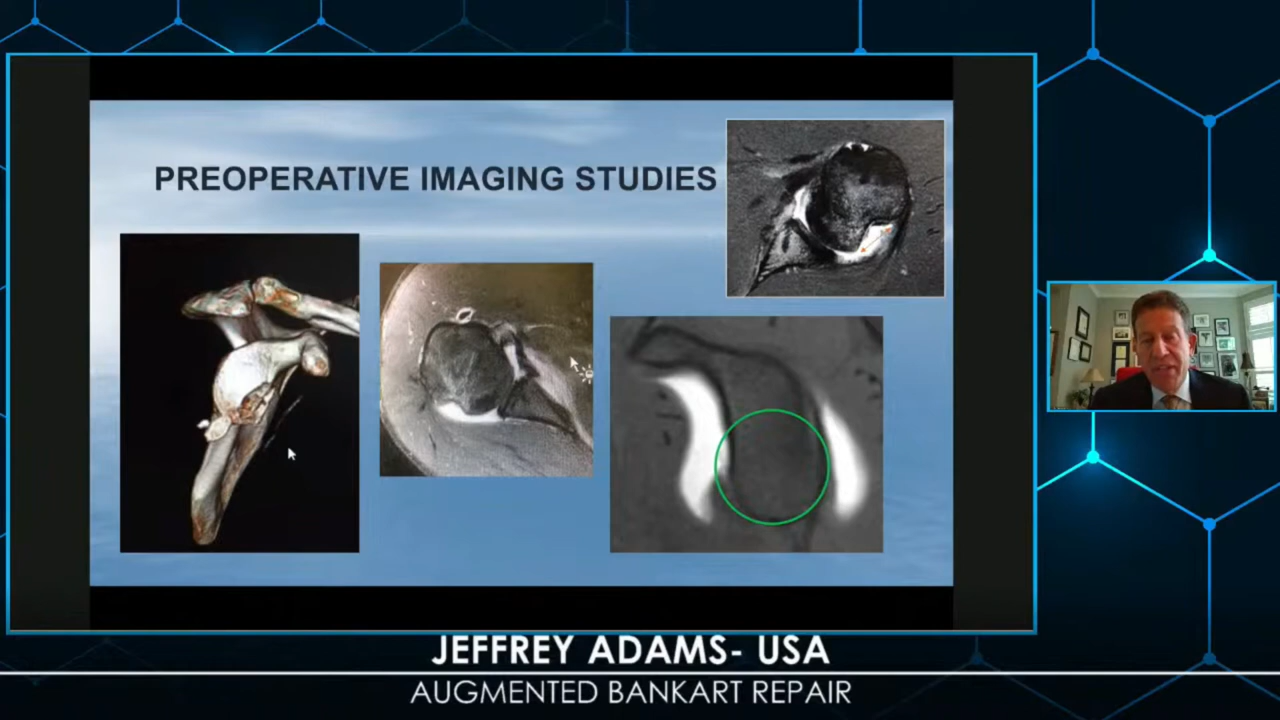 PREOPERATIVE IMAGING STUDIES
JEFFREY ADAMS- USA
AUGMENTED BANKART REPAIR